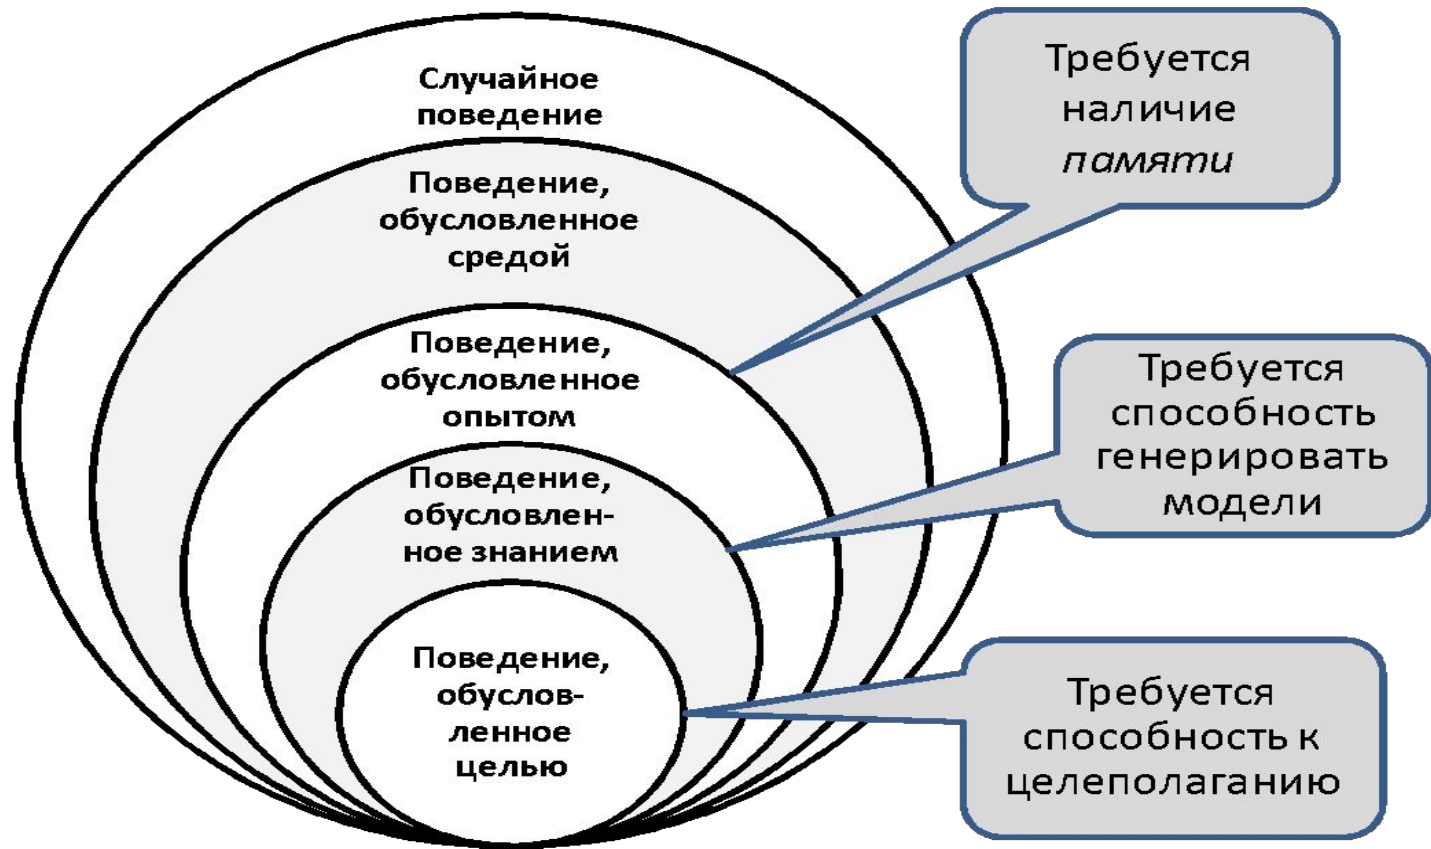 Случайное
поведение
Поведение,
обусловленное
средой
Поведение,
обусловленное
опытом
Поведение,
обусловлен-
ное знанием
Поведение,
обуслов-
ленное
целью
Требуется
наличие
памяти
Требуется
способность
генерировать
модели
Требуется
способность к
целеполаганию